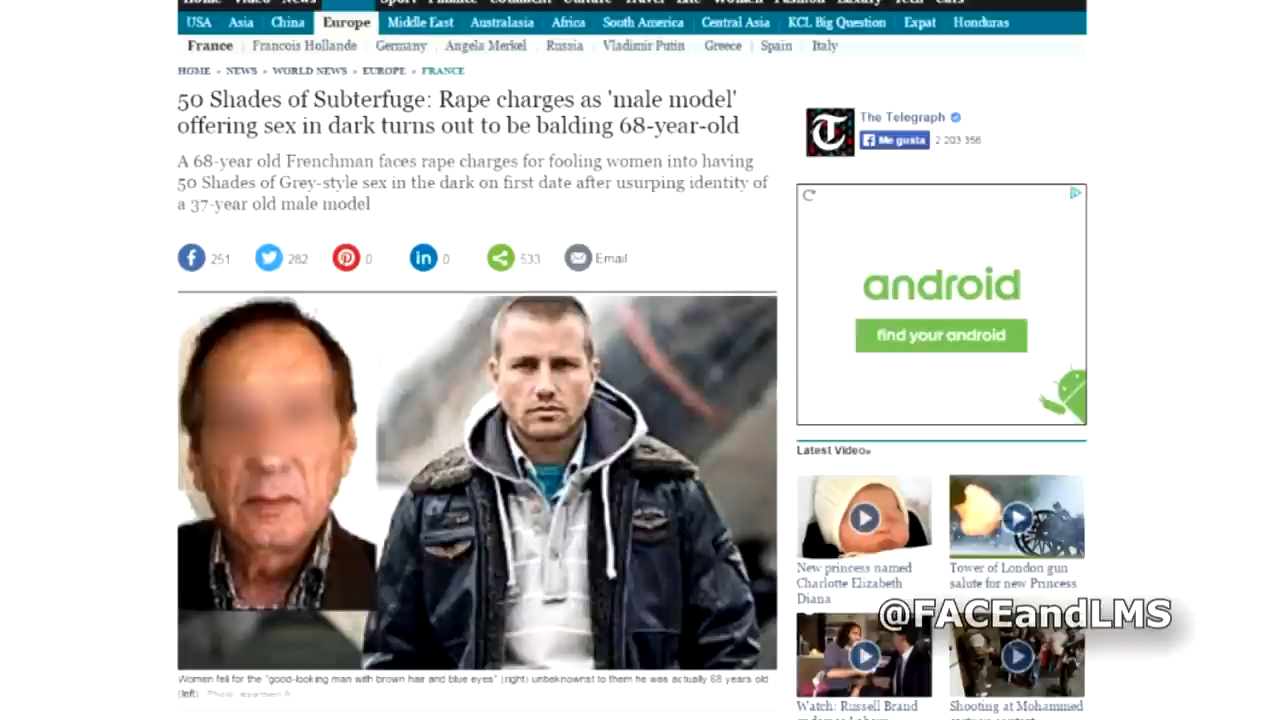 USA Asia China Europe Middle East Australasia Africa South America Central Asia KCL Big Question Expat Honduras
France Francois Hollande Germany Angela Merkel Russia Vladimir Putin Greece Spain Italy
HOME » NEWS » WORLD NEWS » EUROPE » FRANCE
50 Shades of Subterfuge: Rape charges as 'male model'
offering sex in dark turns out to be balding 68-year-old
A 68-year old Frenchman faces rape charges for fooling women into having
50 Shades of Grey-style sex in the dark on first date after usurping identity of
a 37-year old male model
251 282 0 0 533 Email
Women fell for the "good-looking man with brown hair and blue eyes" (right) unbeknownst to them he was actually 68 years old
(left)
The Telegraph
Me gusta 2 203 356
android
find your android
Latest Video»
New princess named
Charlotte Elizabeth
Diana
Tower of London gun
salute for new Princess
@FACEandLMS
Watch: Russell Brand
Shooting at Mohammed